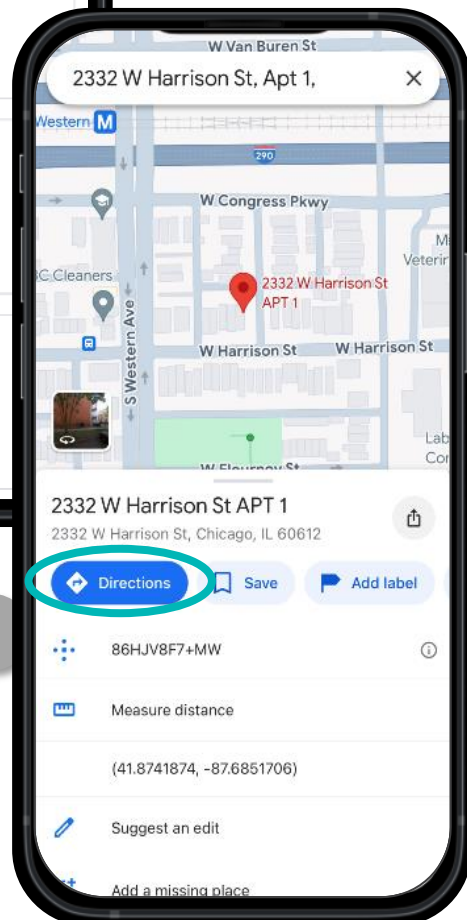 W Van Buren St
2332 W Harrison St, Apt 1,
Western M
290
W Congress Pkwy
Veterir
C Cleaners
2332 W Harrison St
APT 1
S Western Ave
W Harrison St
W Harrison St
Lab
Cor
W Flournoy St
2332 W Harrison St APT 1
2332 W Harrison St, Chicago, IL 60612
Directions
Save
Add label
86HJV8F7+MW
Measure distance
(41.8741874, -87.6851706)
Suggest an edit
Add a missing place